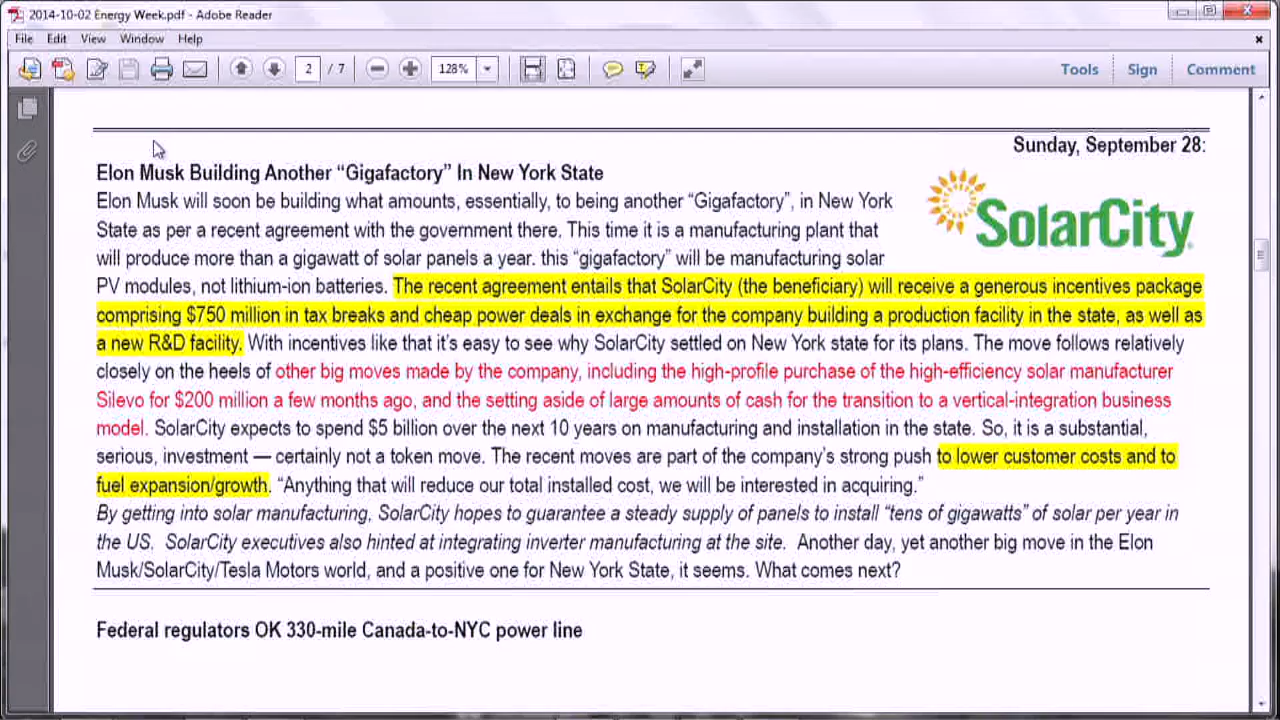 2014-10-02 Energy Week.pdf - Adobe Reader
File Edit View Window Help
2 / 7 128% Tools Sign Comment
Sunday, September 28:
Elon Musk Building Another “Gigafactory” In New York State
Elon Musk will soon be building what amounts, essentially, to being another “Gigafactory”, in New York
State as per a recent agreement with the government there. This time it is a manufacturing plant that
will produce more than a gigawatt of solar panels a year. this “gigafactory” will be manufacturing solar
SolarCity
PV modules, not lithium-ion batteries. The recent agreement entails that SolarCity (the beneficiary) will receive a generous incentives package
comprising $750 million in tax breaks and cheap power deals in exchange for the company building a production facility in the state, as well as
a new R&D facility. With incentives like that it’s easy to see why SolarCity settled on New York state for its plans. The move follows relatively
closely on the heels of other big moves made by the company, including the high-profile purchase of the high-efficiency solar manufacturer
Silevo for $200 million a few months ago, and the setting aside of large amounts of cash for the transition to a vertical-integration business
model. SolarCity expects to spend $5 billion over the next 10 years on manufacturing and installation in the state. So, it is a substantial,
serious, investment — certainly not a token move. The recent moves are part of the company’s strong push to lower customer costs and to
fuel expansion/growth. “Anything that will reduce our total installed cost, we will be interested in acquiring.”
By getting into solar manufacturing, SolarCity hopes to guarantee a steady supply of panels to install “tens of gigawatts” of solar per year in
the US. SolarCity executives also hinted at integrating inverter manufacturing at the site. Another day, yet another big move in the Elon
Musk/SolarCity/Tesla Motors world, and a positive one for New York State, it seems. What comes next?
Federal regulators OK 330-mile Canada-to-NYC power line